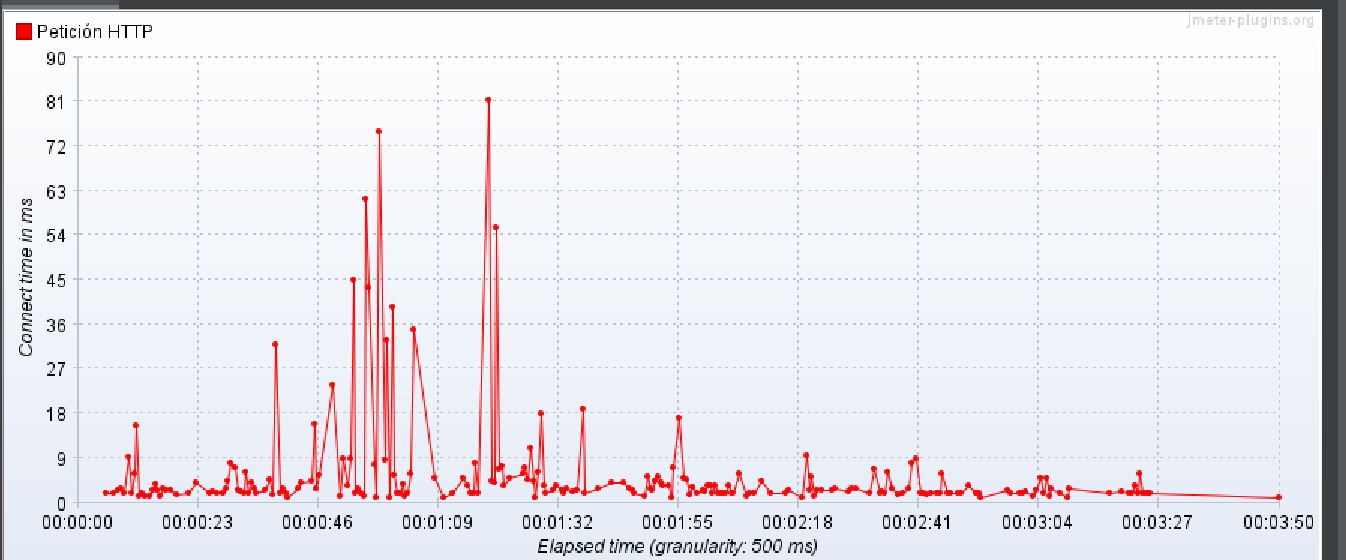 jmeter-plugins.org
Petición HTTP
90
81
72
63
54
45
36
27
18
9
0
Connect time in ms
00:00:00 00:00:23 00:00:46 00:01:09 00:01:32 00:01:55 00:02:18 00:02:41 00:03:04 00:03:27 00:03:50
Elapsed time (granularity: 500 ms)